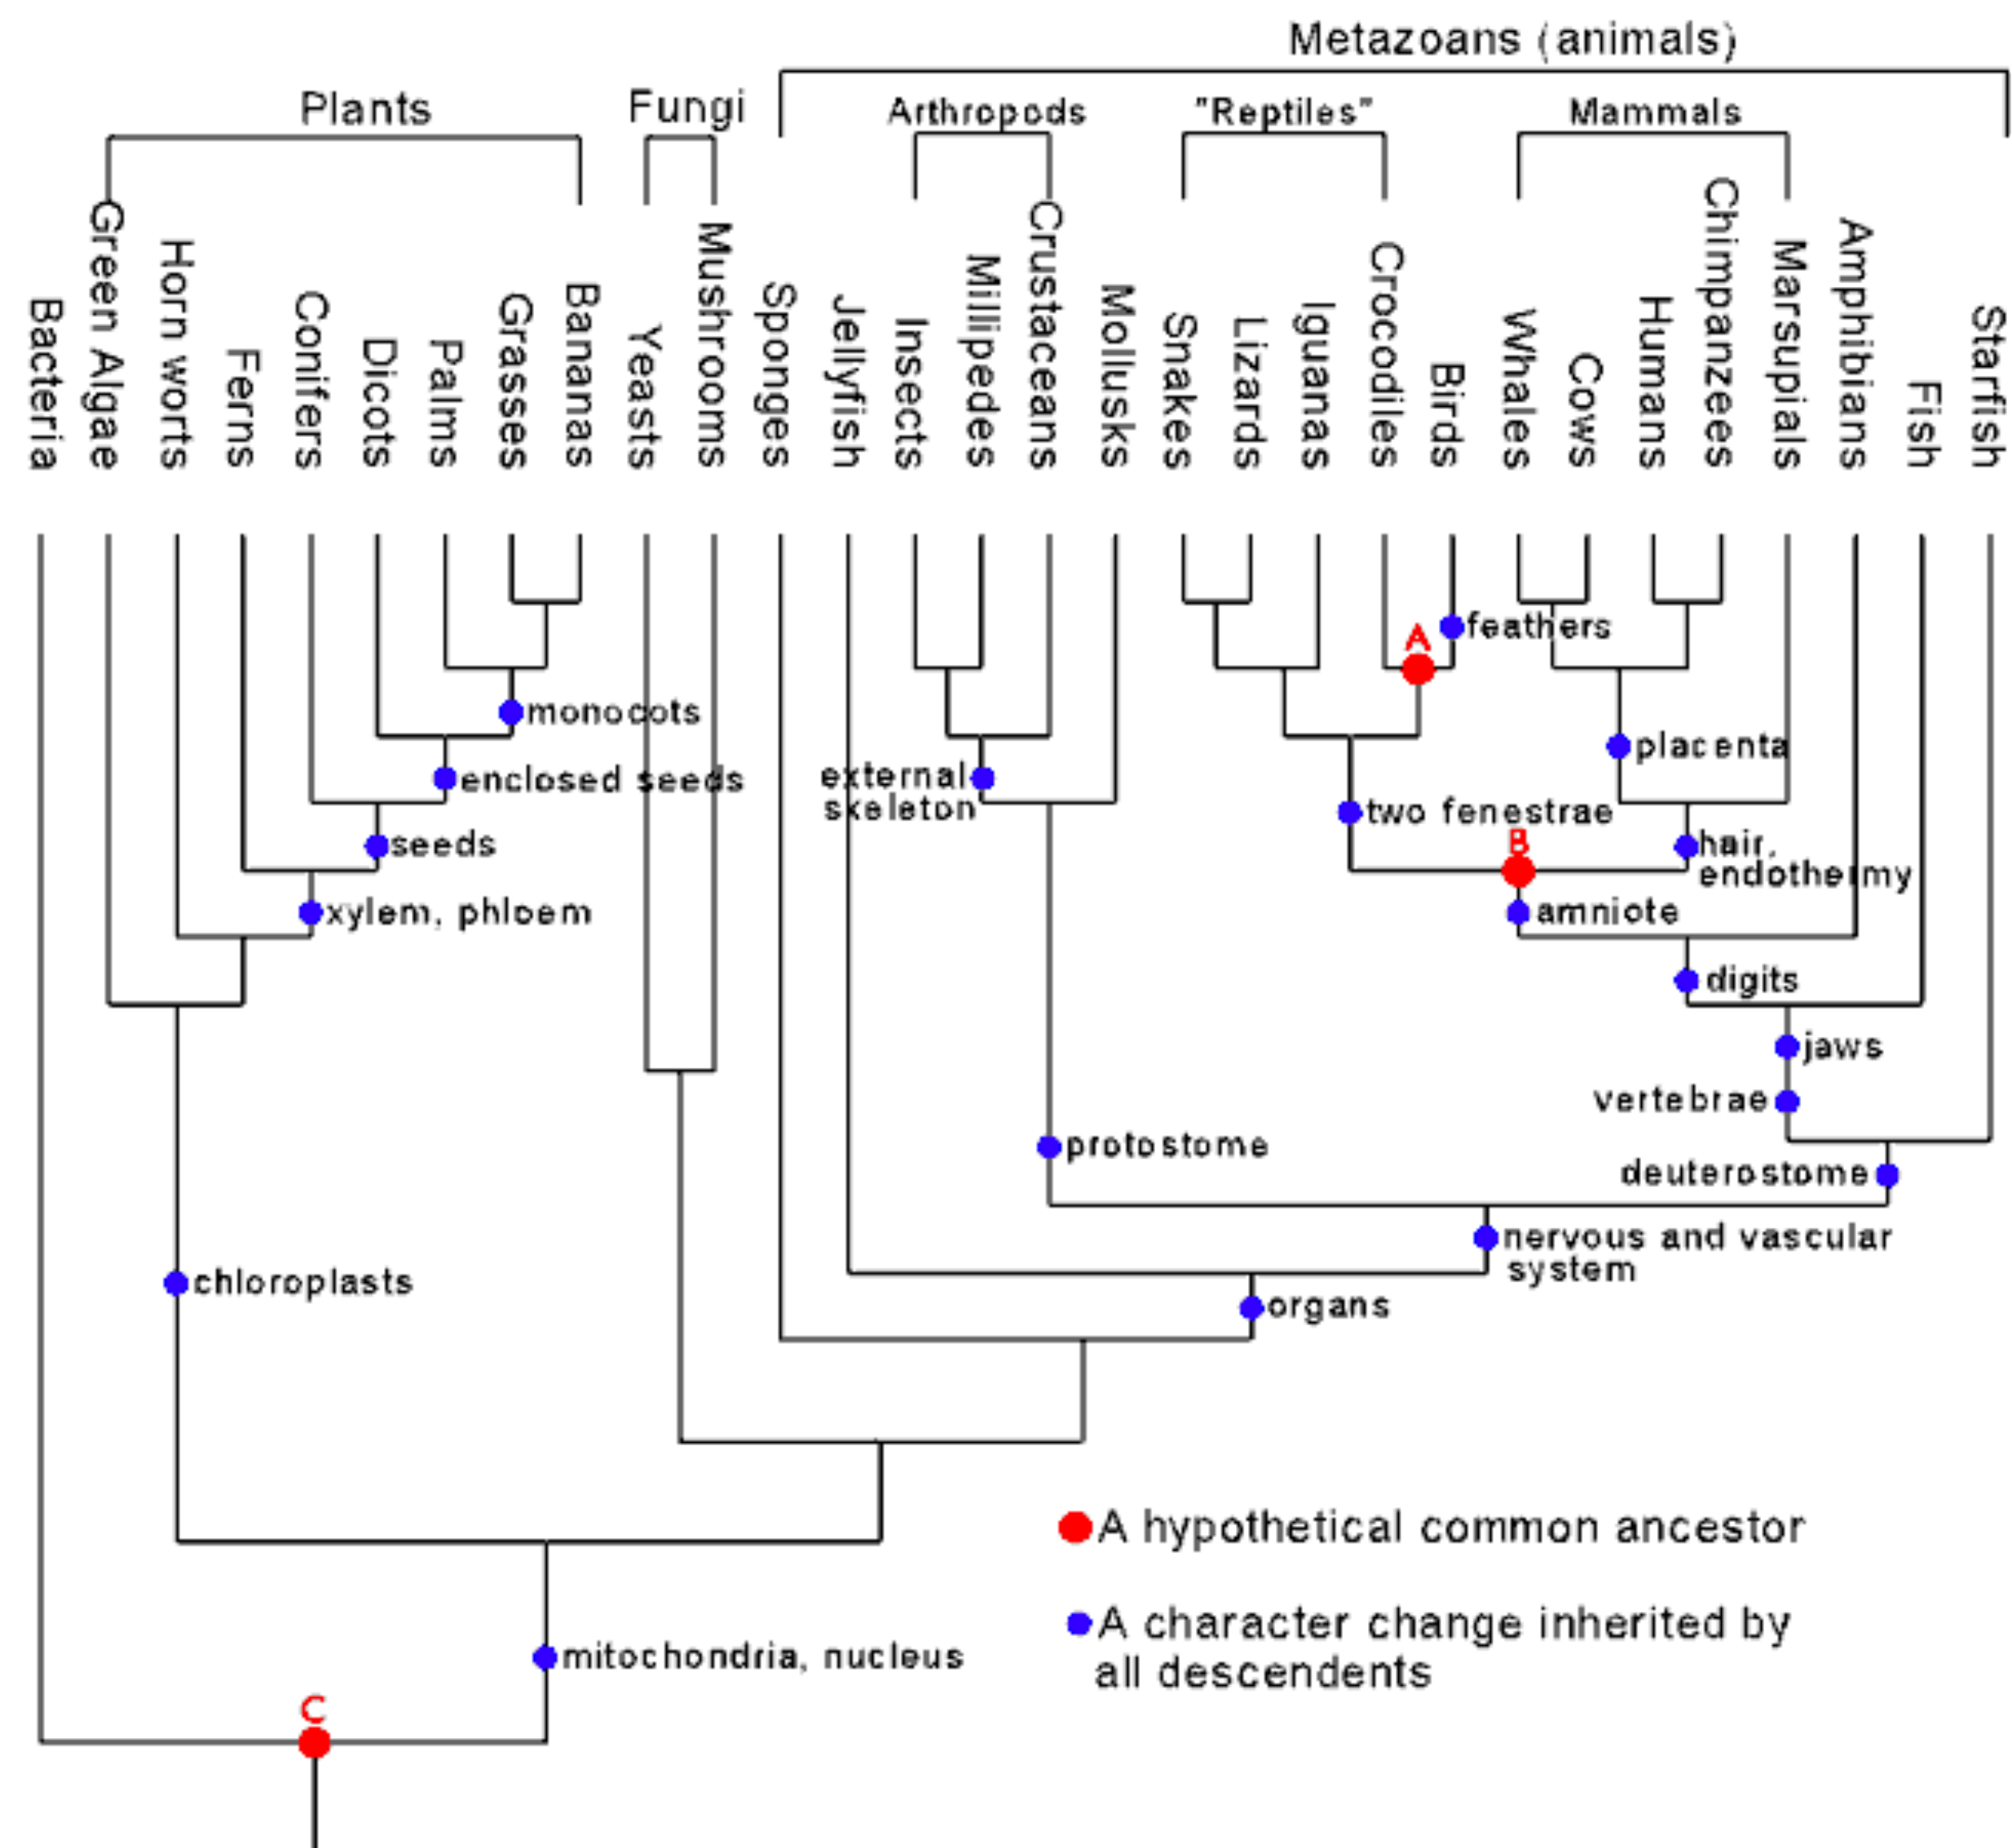 Metazoans (animals)
Plants
Fungi
Arthropods
"Reptiles"
Mammals
Bacteria
Green Algae
Horn worts
Ferns
Conifers
Dicots
Palms
Grasses
Bananas
Yeasts
Mushrooms
Sponges
Jellyfish
Insects
Millipedes
Crustaceans
Mollusks
Snakes
Lizards
Iguanas
Crocodiles
Birds
Whales
Cows
Humans
Chimpanzees
Marsupials
Amphibians
Fish
Starfish
A
feathers
monocots
placenta
enclosed seeds
external
skeleton
two fenestrae
B
seeds
hair,
endothermy
xylem, phloem
amniote
digits
jaws
vertebrae
protostome
deuterostome
nervous and vascular
system
chloroplasts
organs
A hypothetical common ancestor
A character change inherited by
all descendents
mitochondria, nucleus
C